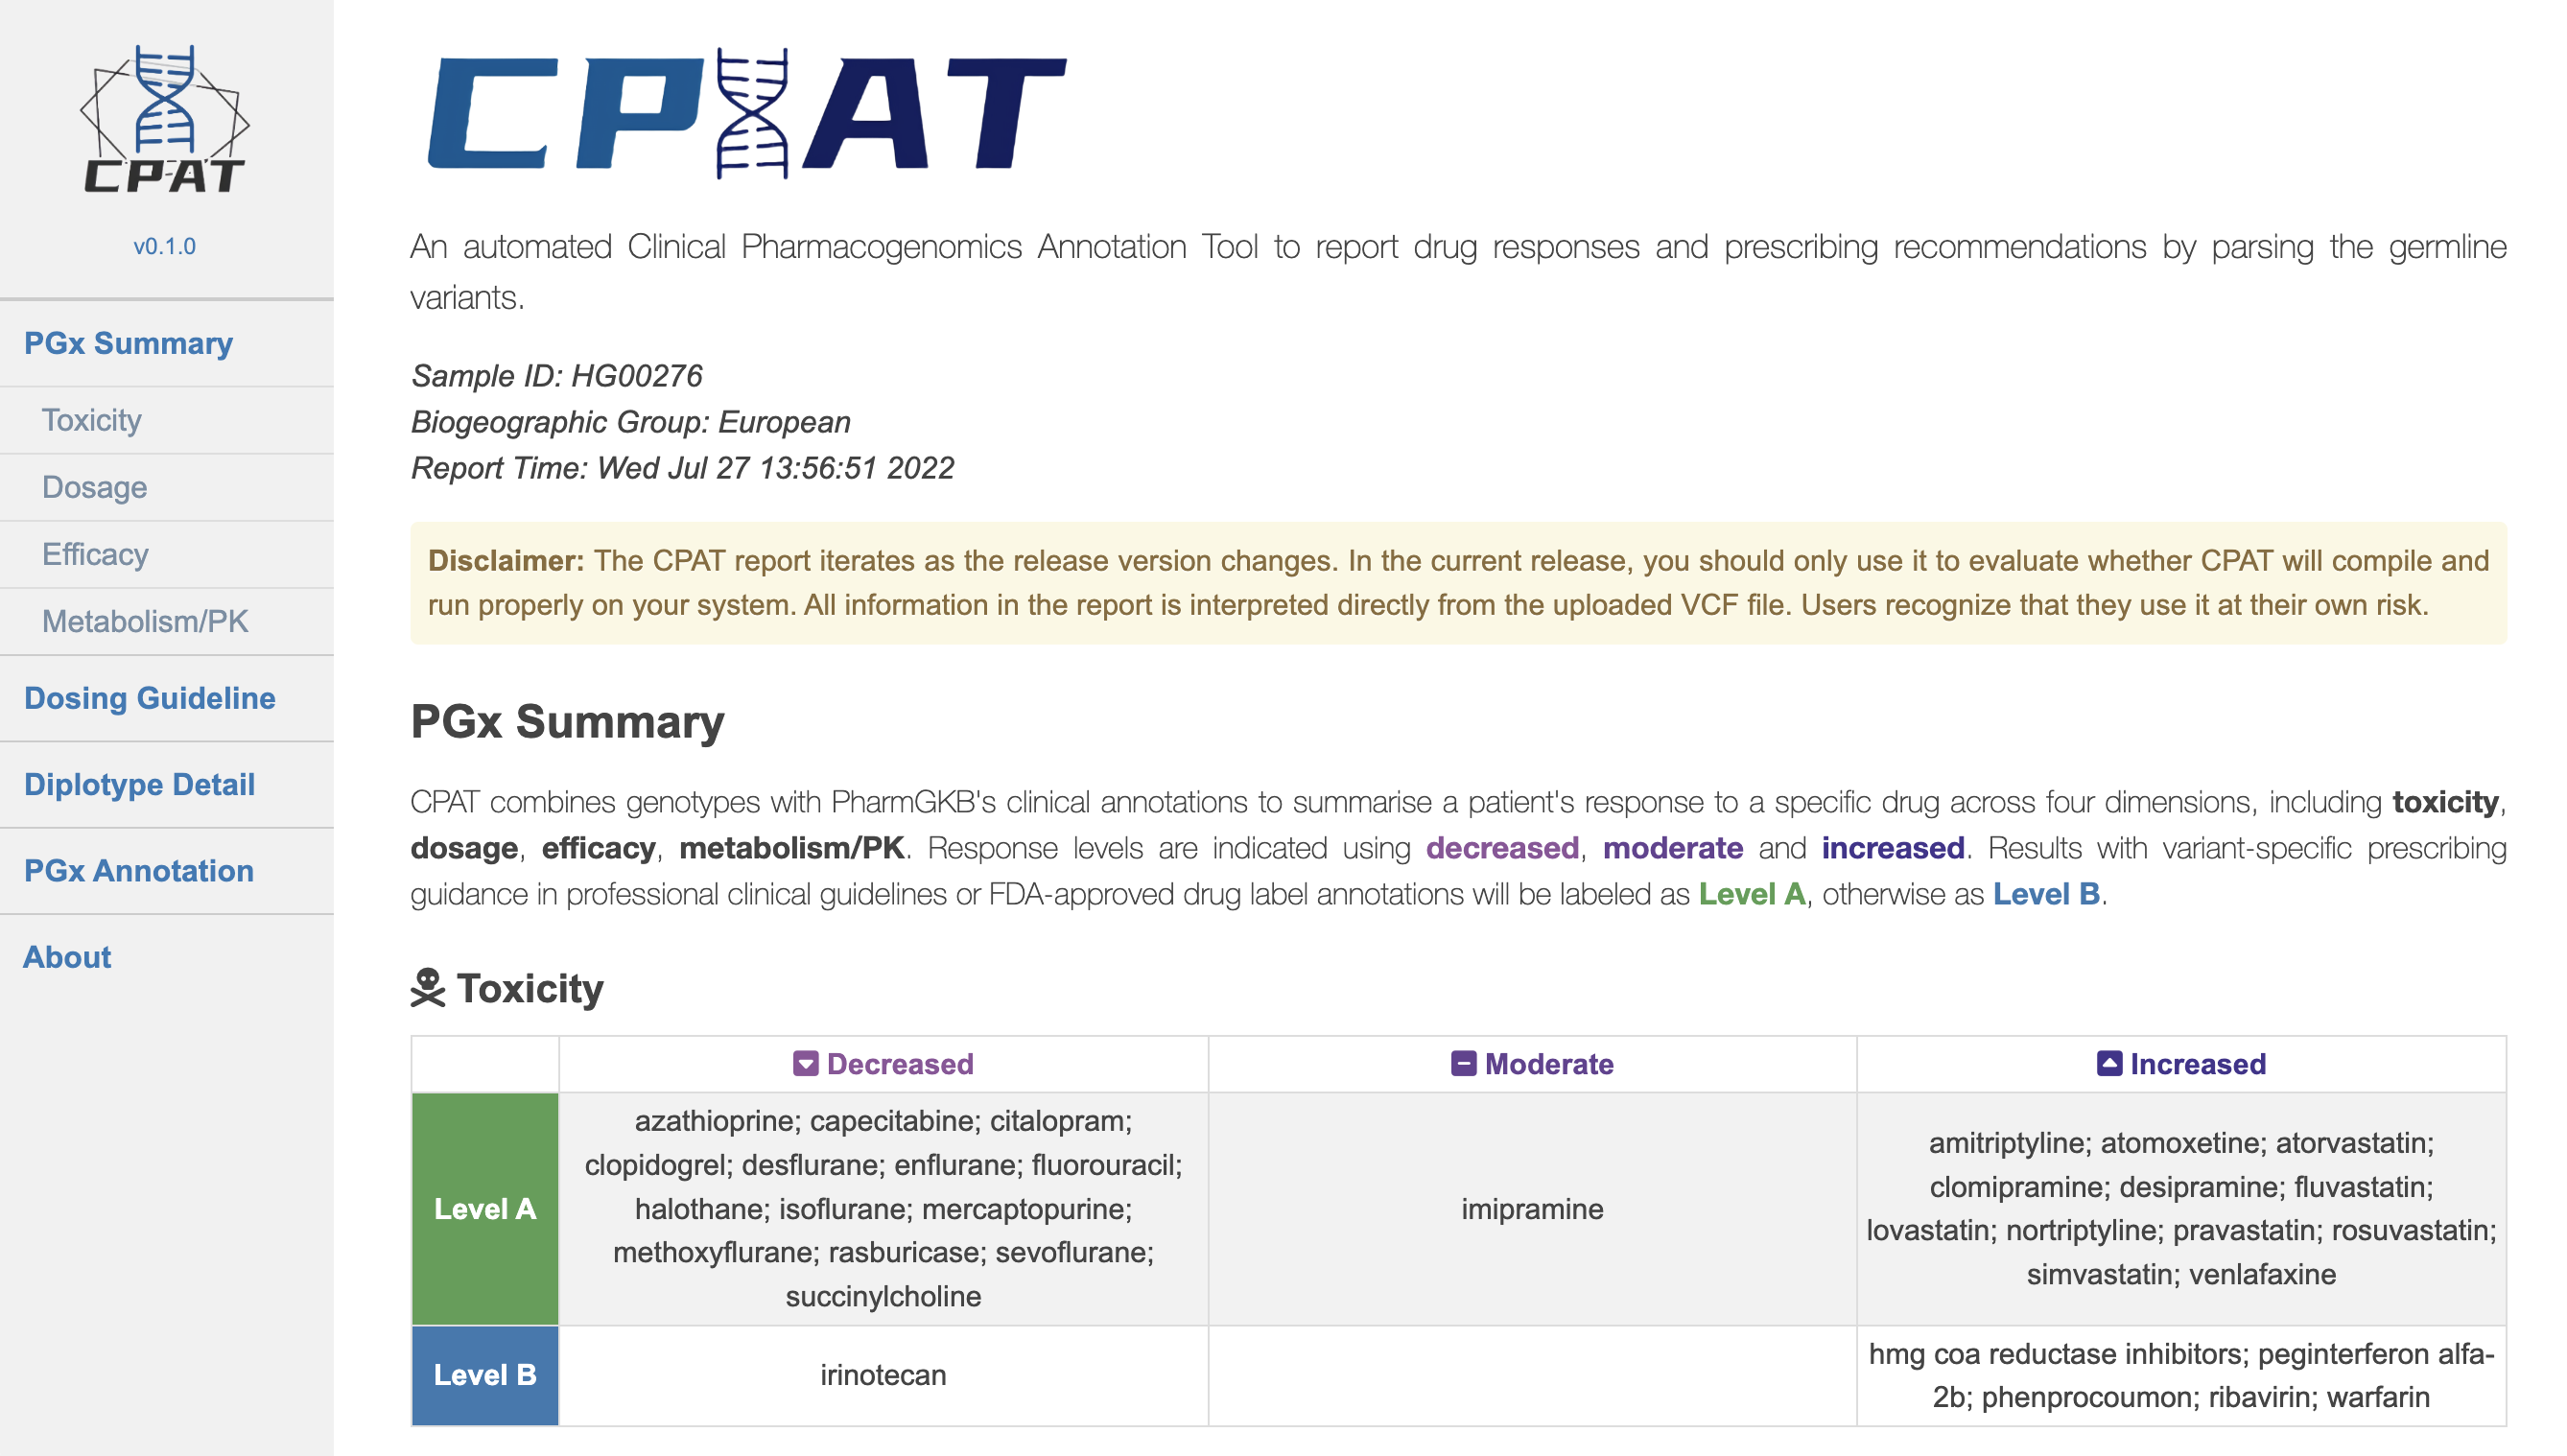 CPAT
v0.1.0
PGx Summary
Toxicity
Dosage
Efficacy
Metabolism/PK
Dosing Guideline
Diplotype Detail
PGx Annotation
About
CPAT
An automated Clinical Pharmacogenomics Annotation Tool to report drug responses and prescribing recommendations by parsing the germline
variants.
Sample ID: HG00276
Biogeographic Group: European
Report Time: Wed Jul 27 13:56:51 2022
Disclaimer: The CPAT report iterates as the release version changes. In the current release, you should only use it to evaluate whether CPAT will compile and
run properly on your system. All information in the report is interpreted directly from the uploaded VCF file. Users recognize that they use it at their own risk.
PGx Summary
CPAT combines genotypes with PharmGKB's clinical annotations to summarise a patient's response to a specific drug across four dimensions, including toxicity,
dosage, efficacy, metabolism/PK. Response levels are indicated using decreased, moderate and increased. Results with variant-specific prescribing
guidance in professional clinical guidelines or FDA-approved drug label annotations will be labeled as Level A, otherwise as Level B.
Toxicity
Decreased
Moderate
Increased
Level A
azathioprine; capecitabine; citalopram;
clopidogrel; desflurane; enflurane; fluorouracil;
halothane; isoflurane; mercaptopurine;
methoxyflurane; rasburicase; sevoflurane;
succinylcholine
imipramine
amitriptyline; atomoxetine; atorvastatin;
clomipramine; desipramine; fluvastatin;
lovastatin; nortriptyline; pravastatin; rosuvastatin;
simvastatin; venlafaxine
Level B
irinotecan
hmg coa reductase inhibitors; peginterferon alfa-
2b; phenprocoumon; ribavirin; warfarin